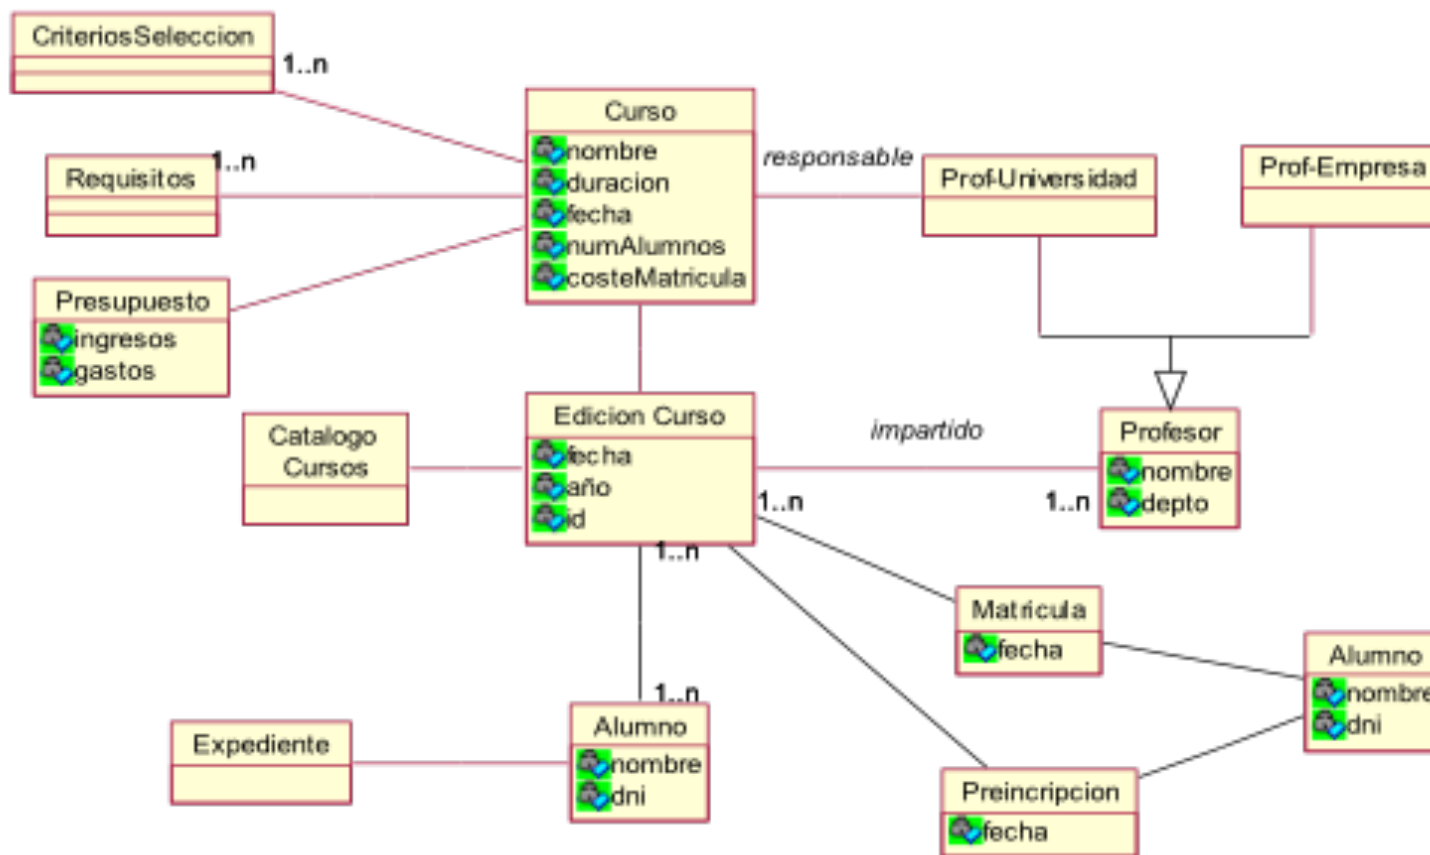 CriteriosSeleccion
1..n
Requisitos
1..n
Presupuesto
ingresos
gastos
Curso
nombre
duracion
fecha
numAlumnos
costeMatricula
responsable
Prof-Universidad
Prof-Empresa
Catalogo
Cursos
Edicion Curso
fecha
año
id
impartido
1..n
1..n
Profesor
nombre
depto
1..n
1..n
Expediente
Alumno
nombre
dni
Matricula
fecha
Preincripcion
fecha
Alumno
nombre
dni